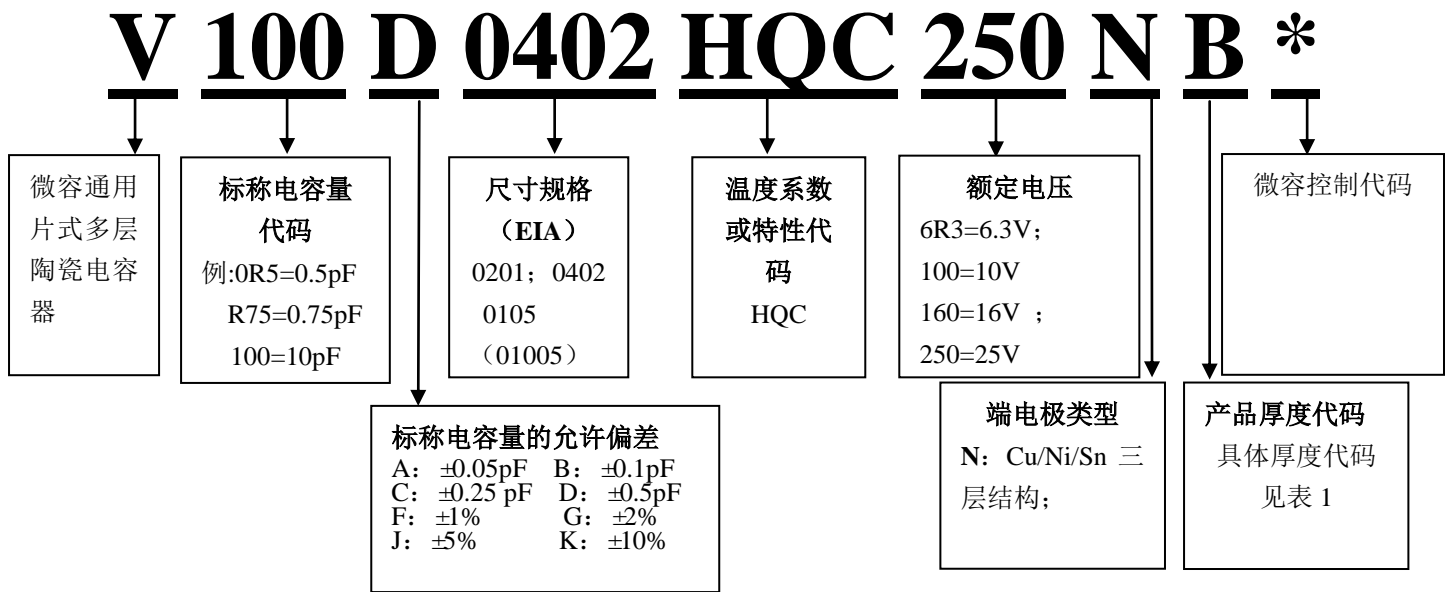 V 100 D 0402 HQC 250 N B *
微容通用
片式多层
陶瓷电容
器
标称电容量
代码
例:0R5=0.5pF
R75=0.75pF
100=10pF
尺寸规格
（EIA）
0201；0402
0105
（01005）
温度系数
或特性代
码
HQC
额定电压
6R3=6.3V；
100=10V
160=16V ；
250=25V
微容控制代码
标称电容量的允许偏差
A： ±0.05pF B： ±0.1pF
C： ±0.25 pF D： ±0.5pF
F： ±1% G： ±2%
J： ±5% K： ±10%
端电极类型
N：Cu/Ni/Sn 三
层结构；
产品厚度代码
具体厚度代码
见表 1